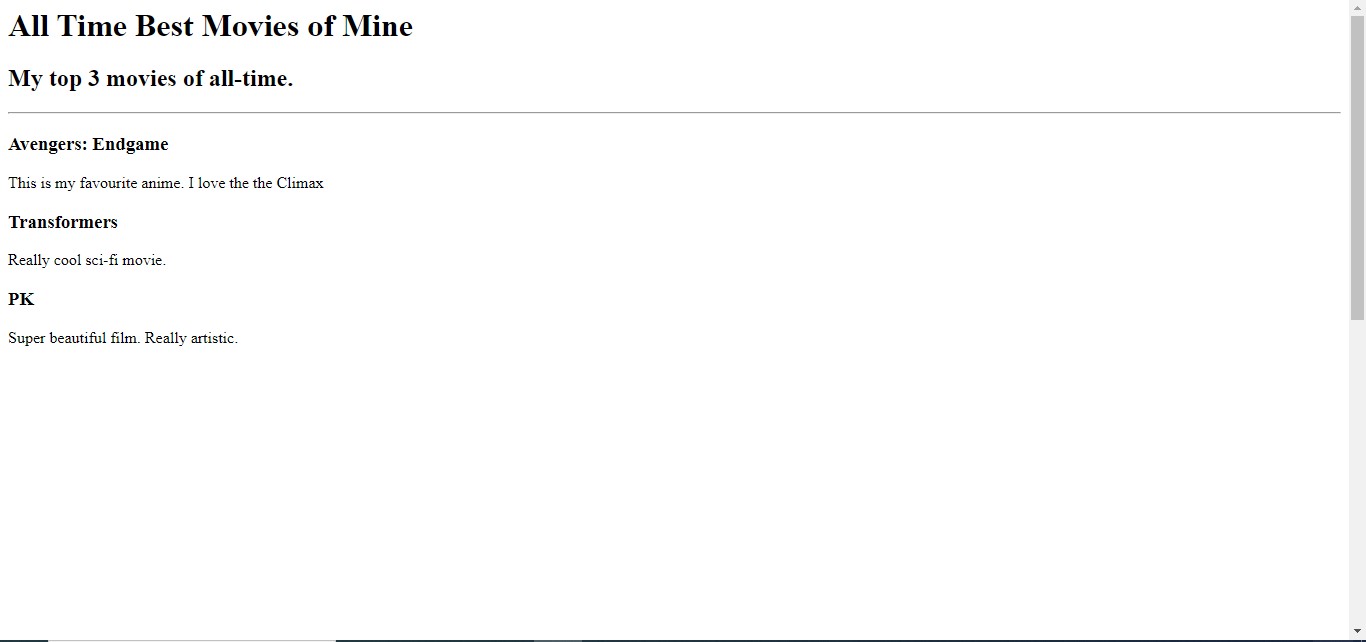 All Time Best Movies of Mine
My top 3 movies of all-time.
Avengers: Endgame
This is my favourite anime. I love the the Climax
Transformers
Really cool sci-fi movie.
PK
Super beautiful film. Really artistic.